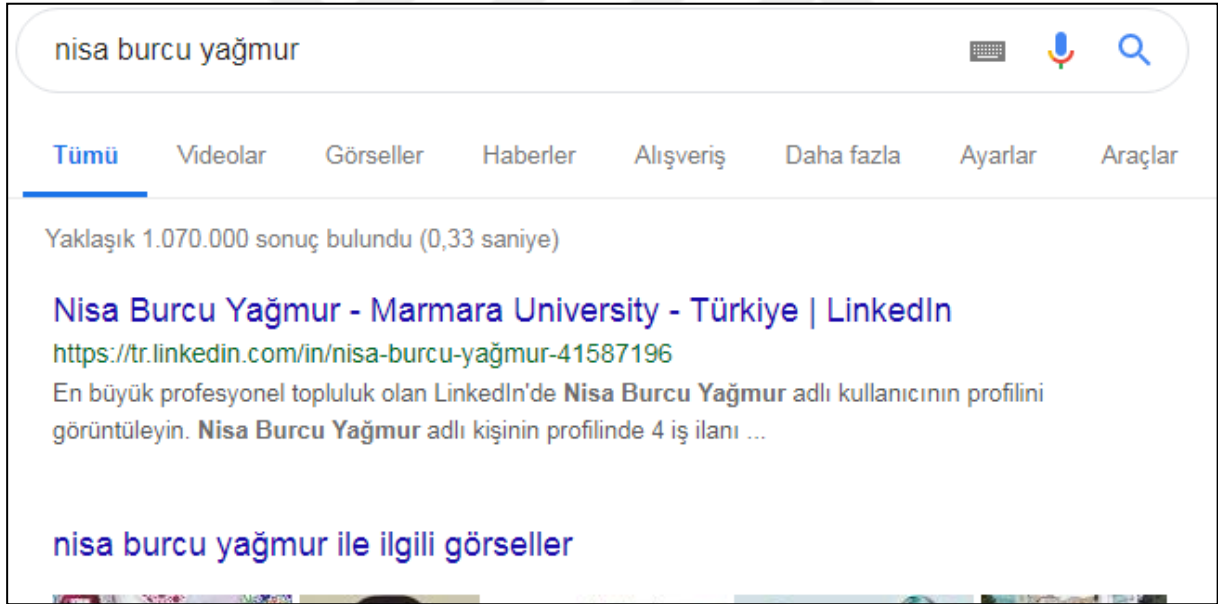 nisa burcu yağmur
Tümü Videolar Görseller Haberler Alışveriş Daha fazla Ayarlar Araçlar
Yaklaşık 1.070.000 sonuç bulundu (0,33 saniye)
Nisa Burcu Yağmur - Marmara University - Türkiye | LinkedIn
https://tr.linkedin.com/in/nisa-burcu-yağmur-41587196
En büyük profesyonel topluluk olan LinkedIn'de Nisa Burcu Yağmur adlı kullanıcının profilini
görüntüleyin. Nisa Burcu Yağmur adlı kişinin profilinde 4 iş ilanı ...
nisa burcu yağmur ile ilgili görseller